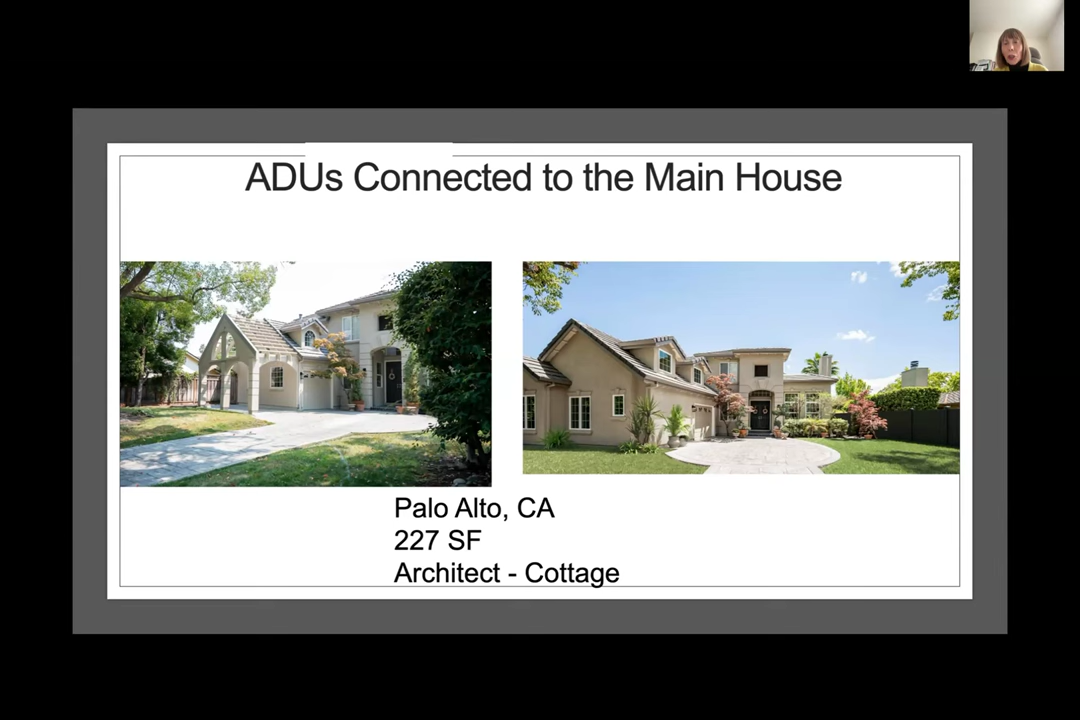 ADUs Connected to the Main House
Palo Alto, CA
227 SF
Architect - Cottage